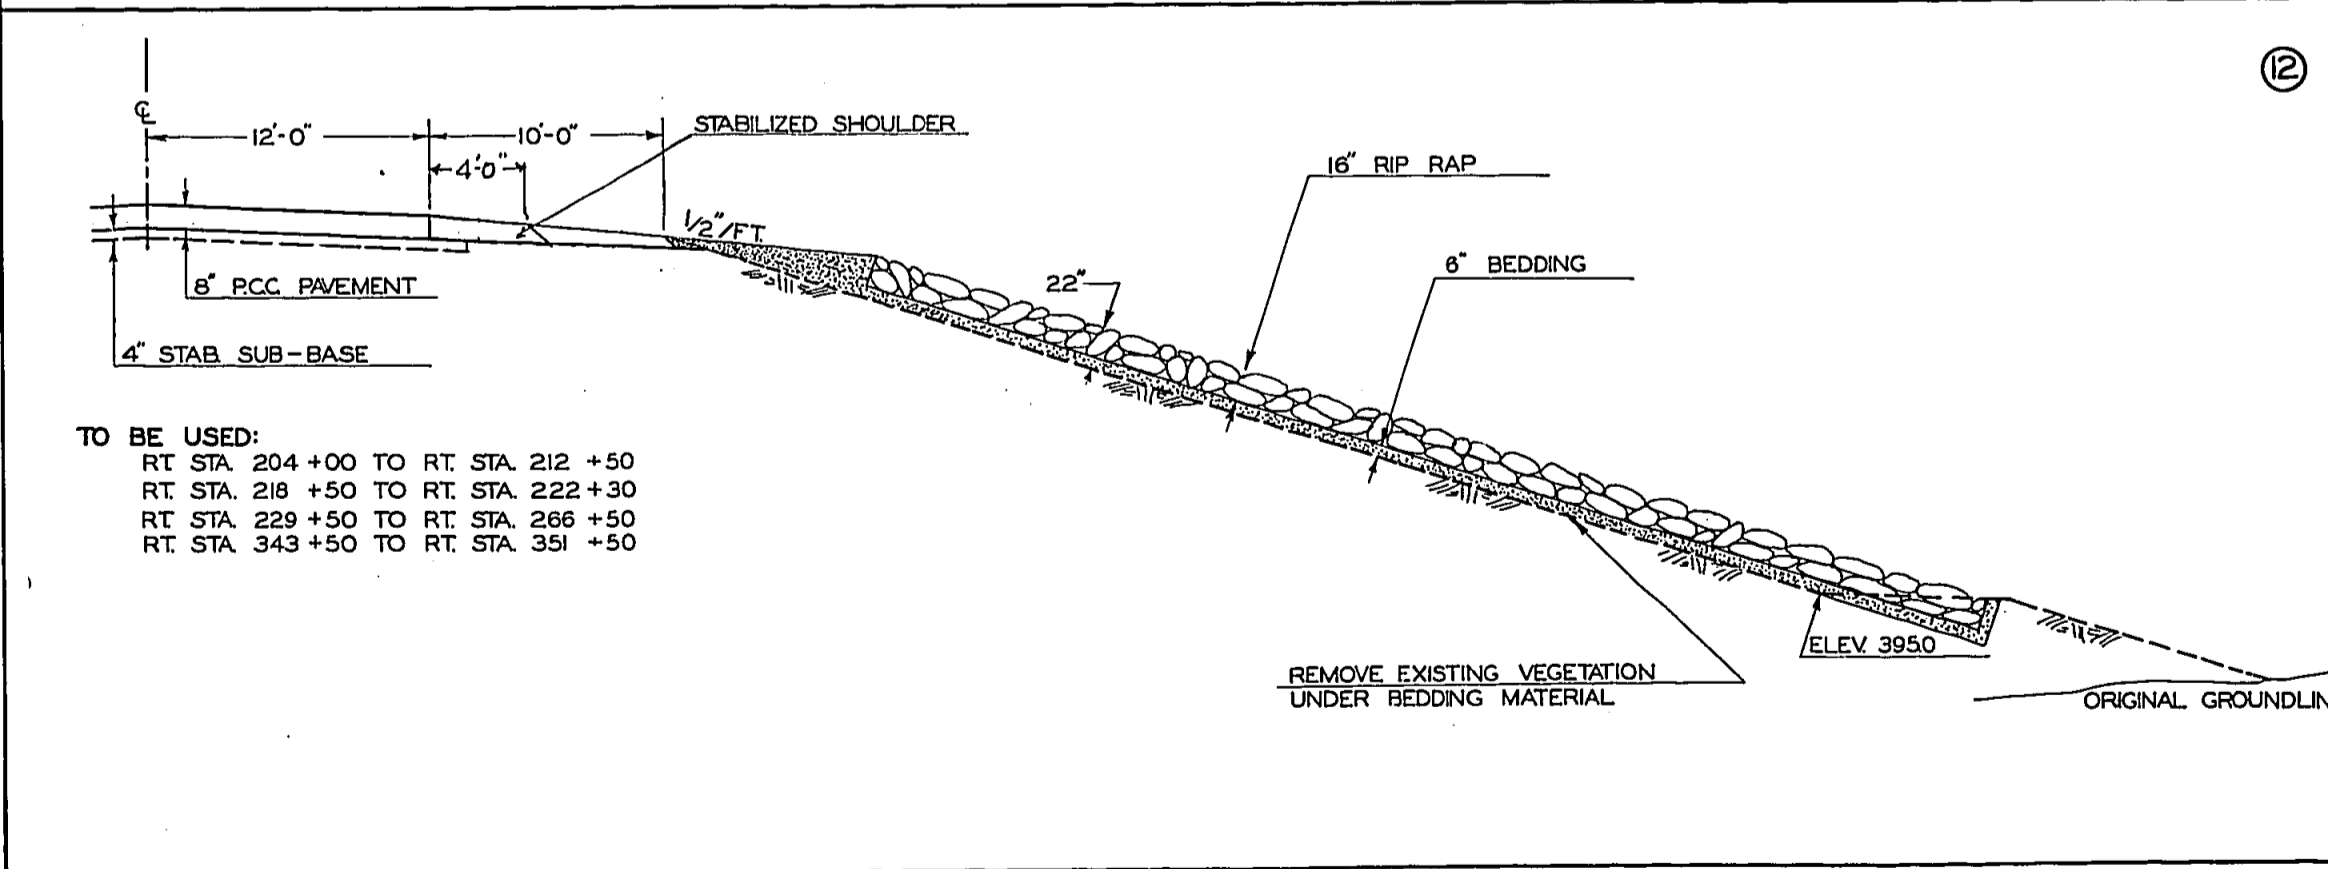 12
℄
12'-0"
10'-0"
STABILIZED SHOULDER
4'-0"
16" RIP RAP
1/2"/FT.
6" BEDDING
22"
8" P.C.C. PAVEMENT
4" STAB. SUB-BASE
TO BE USED:
RT. STA. 204 +00 TO RT. STA. 212 +50
RT. STA. 218 +50 TO RT. STA. 222 +30
RT. STA. 229 +50 TO RT. STA. 266 +50
RT. STA. 343 +50 TO RT. STA. 351 +50
ELEV. 395.0
REMOVE EXISTING VEGETATION
UNDER BEDDING MATERIAL
ORIGINAL GROUNDLIN